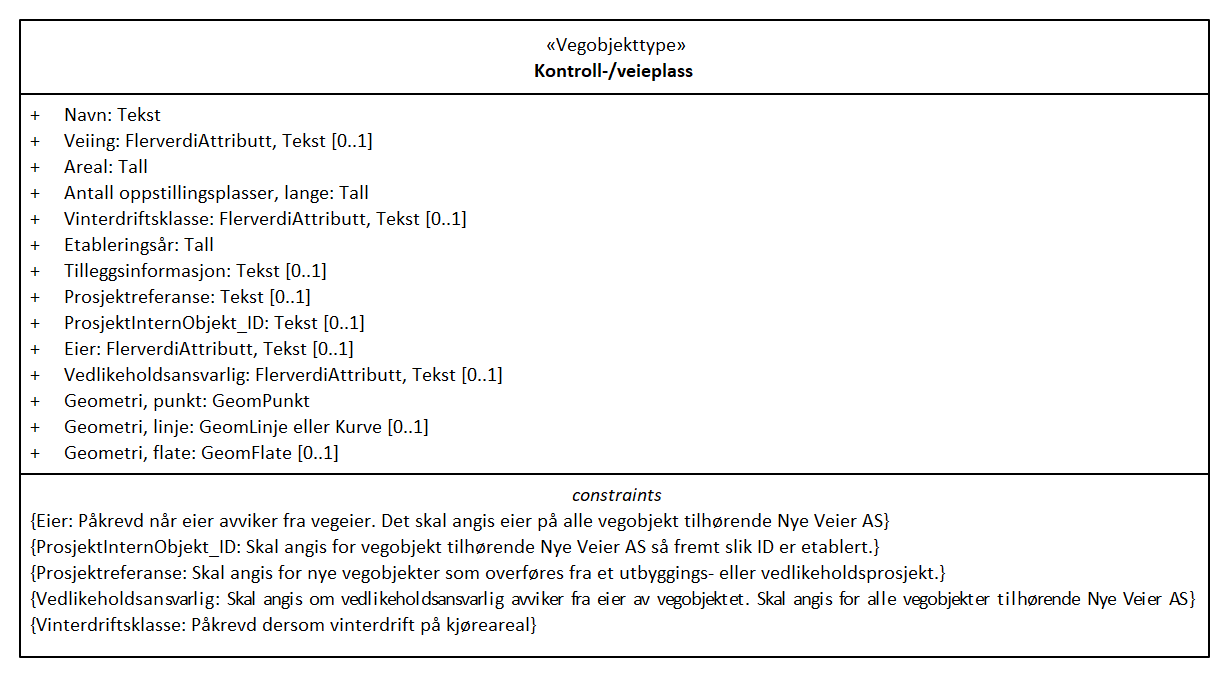 «Vegobjekttype»
Kontroll-/veieplass
+ Navn: Tekst
+ Veiing: FlerverdiAttributt, Tekst [0..1]
+ Areal: Tall
+ Antall oppstillingsplasser, lange: Tall
+ Vinterdriftsklasse: FlerverdiAttributt, Tekst [0..1]
+ Etableringsår: Tall
+ Tilleggsinformasjon: Tekst [0..1]
+ Prosjektreferanse: Tekst [0..1]
+ ProsjektInternObjekt_ID: Tekst [0..1]
+ Eier: FlerverdiAttributt, Tekst [0..1]
+ Vedlikeholdsansvarlig: FlerverdiAttributt, Tekst [0..1]
+ Geometri, punkt: GeomPunkt
+ Geometri, linje: GeomLinje eller Kurve [0..1]
+ Geometri, flate: GeomFlate [0..1]
constraints
{Eier: Påkrevd når eier avviker fra vegeier. Det skal angis eier på alle vegobjekt tilhørende Nye Veier AS}
{ProsjektInternObjekt_ID: Skal angis for vegobjekt tilhørende Nye Veier AS så fremt slik ID er etablert.}
{Prosjektreferanse: Skal angis for nye vegobjekter som overføres fra et utbyggings- eller vedlikeholdsprosjekt.}
{Vedlikeholdsansvarlig: Skal angis om vedlikeholdsansvarlig avviker fra eier av vegobjektet. Skal angis for alle vegobjekter tilhørende Nye Veier AS}
{Vinterdriftsklasse: Påkrevd dersom vinterdrift på kjøreareal}